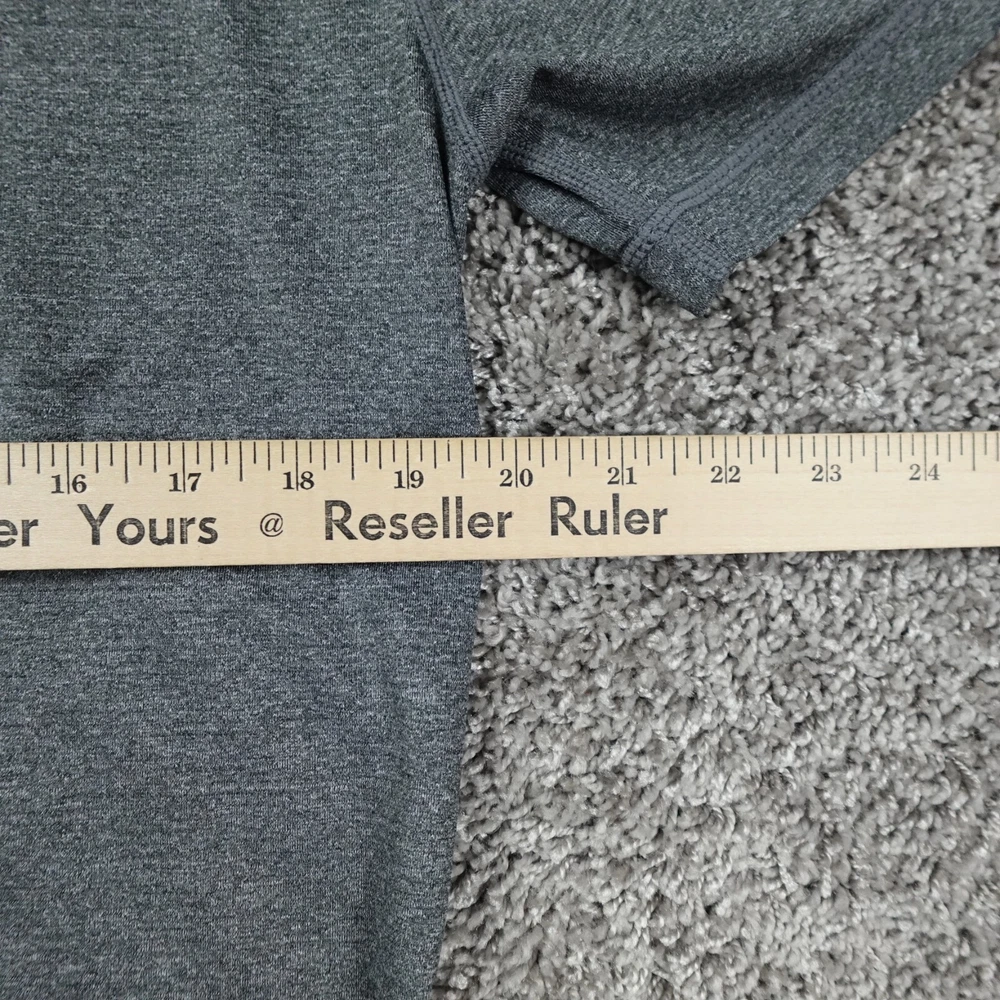 16 17 18 19 20 21 22 23 24
er Yours @ Reseller Ruler